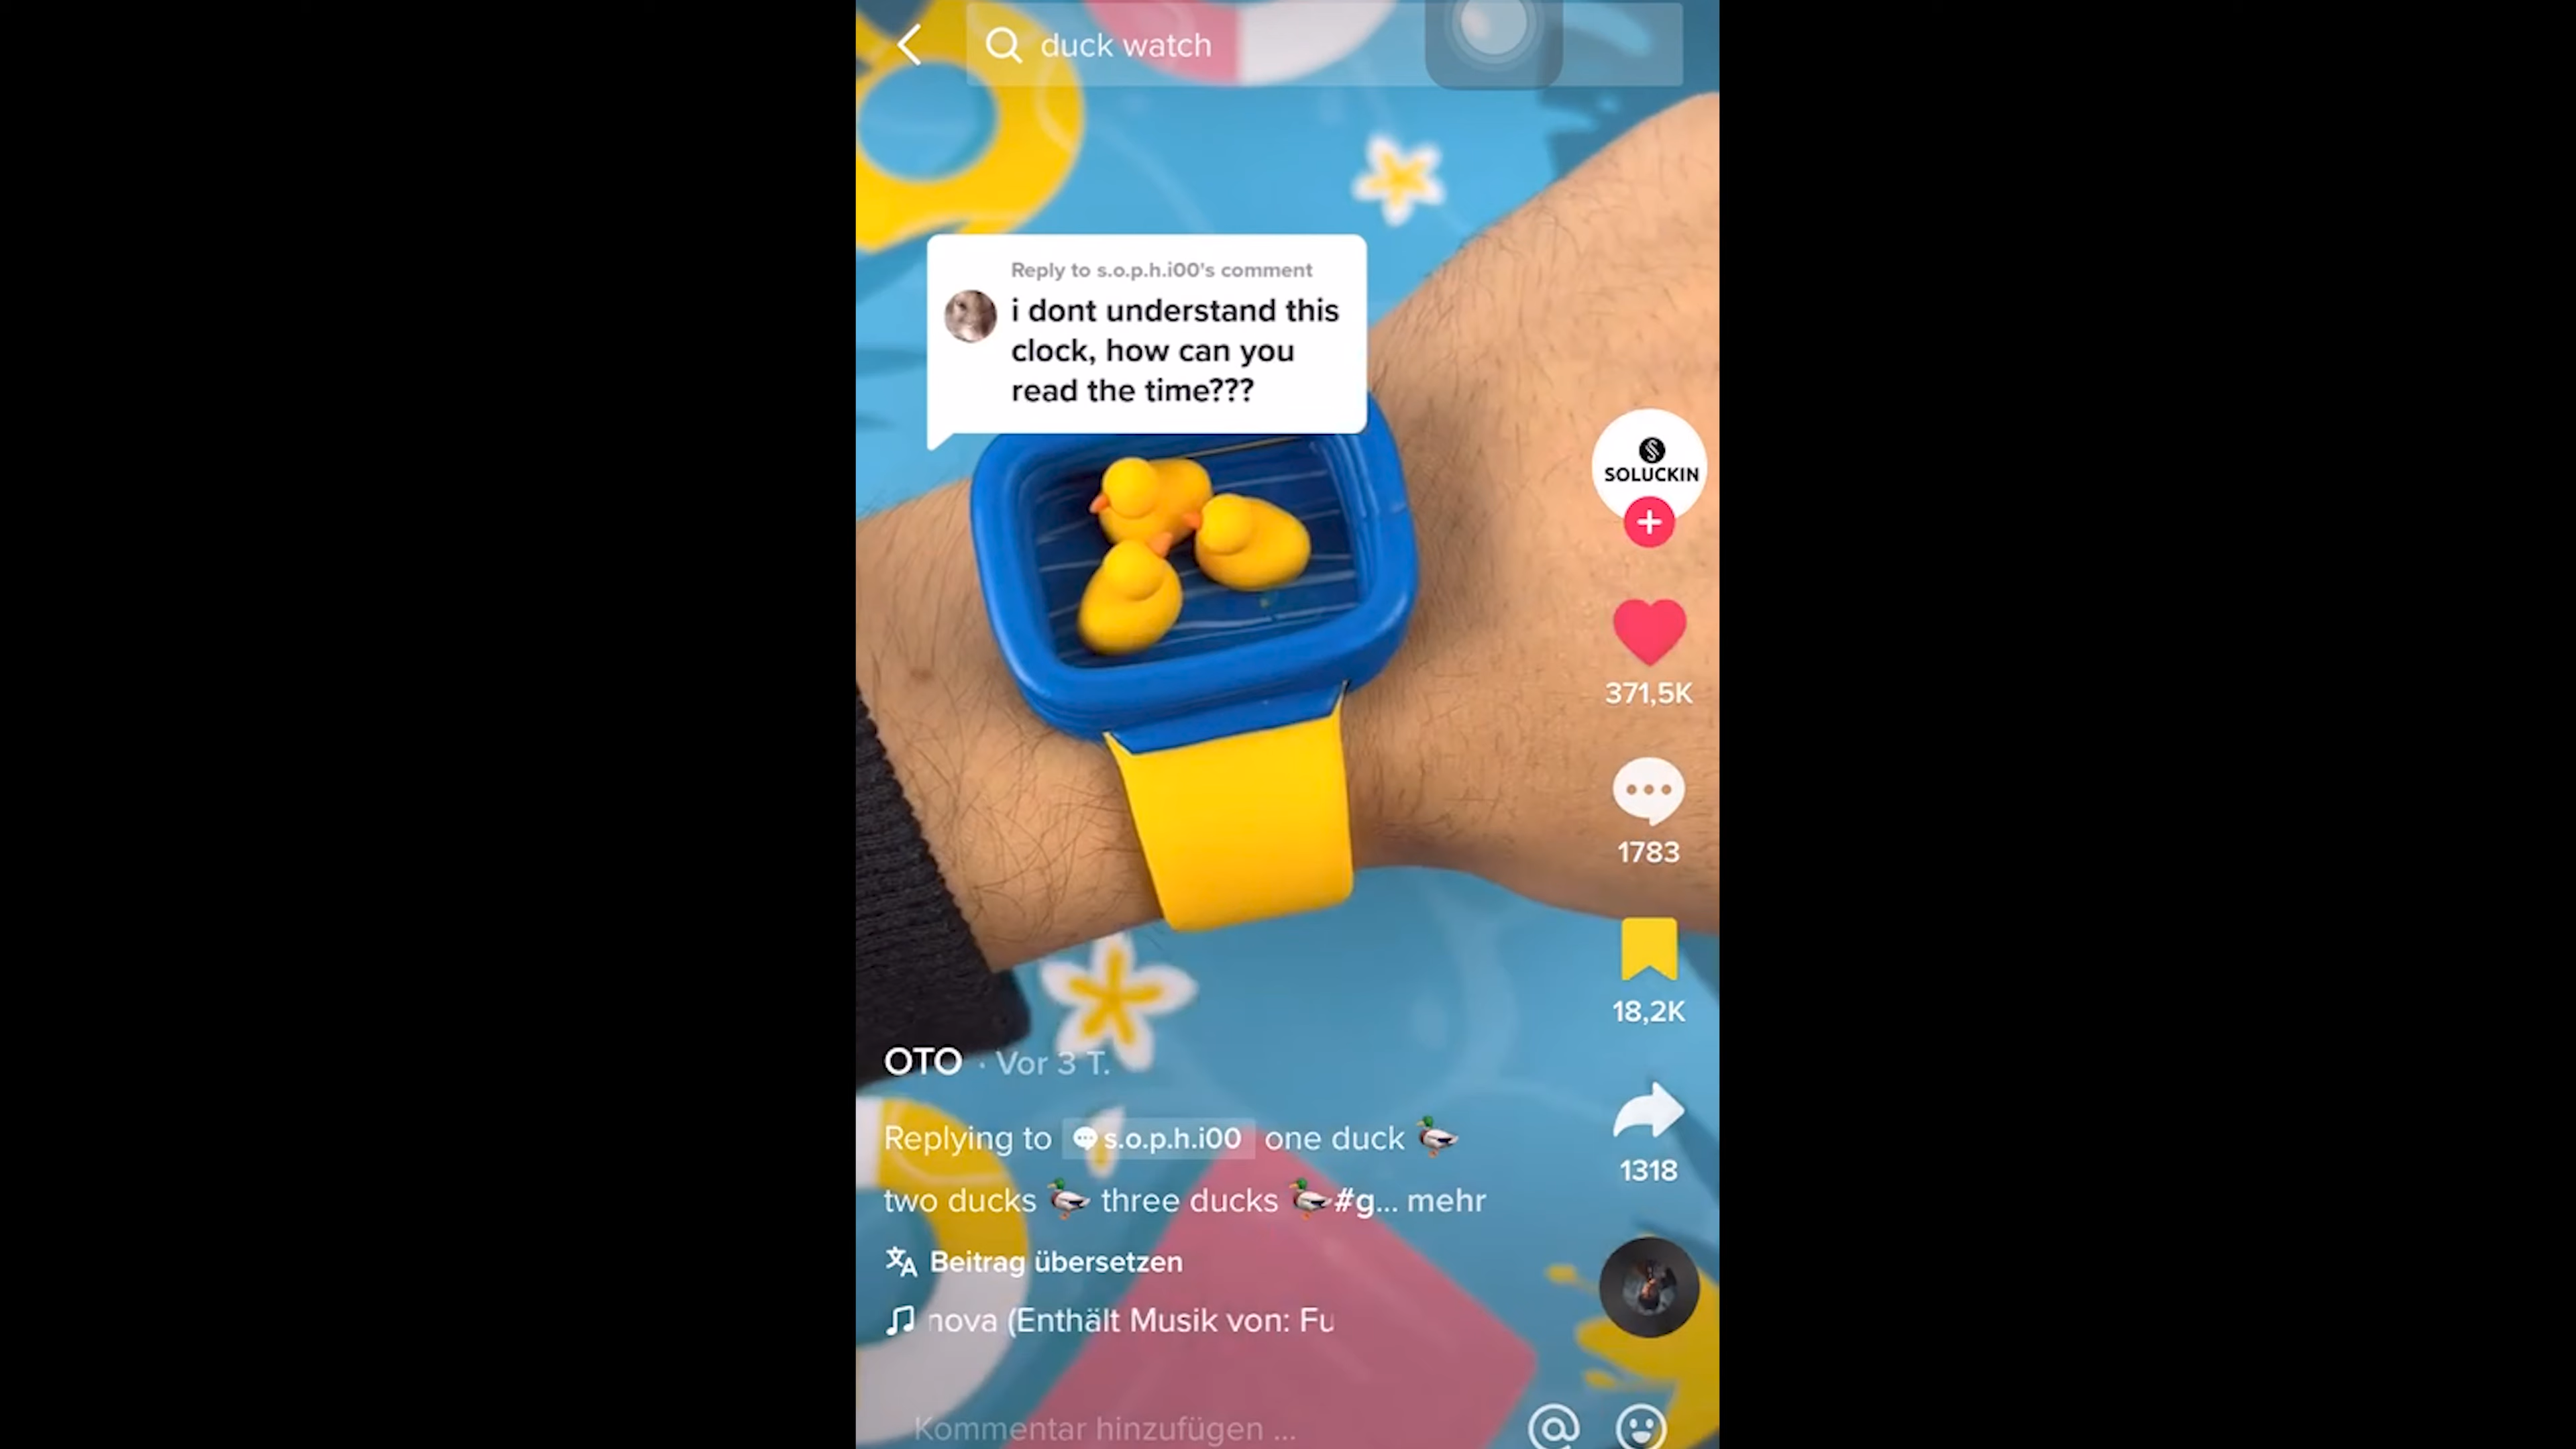 duck watch
Reply to s.o.p.h.i00's comment
i dont understand this
clock, how can you
read the time???
SOLUCKIN
371,5K
1783
18,2K
OTO · Vor 3 T.
Replying to s.o.p.h.i00 one duck 🦆
1318
two ducks 🦆 three ducks 🦆#g... mehr
Beitrag übersetzen
nova (Enthält Musik von: Fu
Kommentar hinzufügen ...